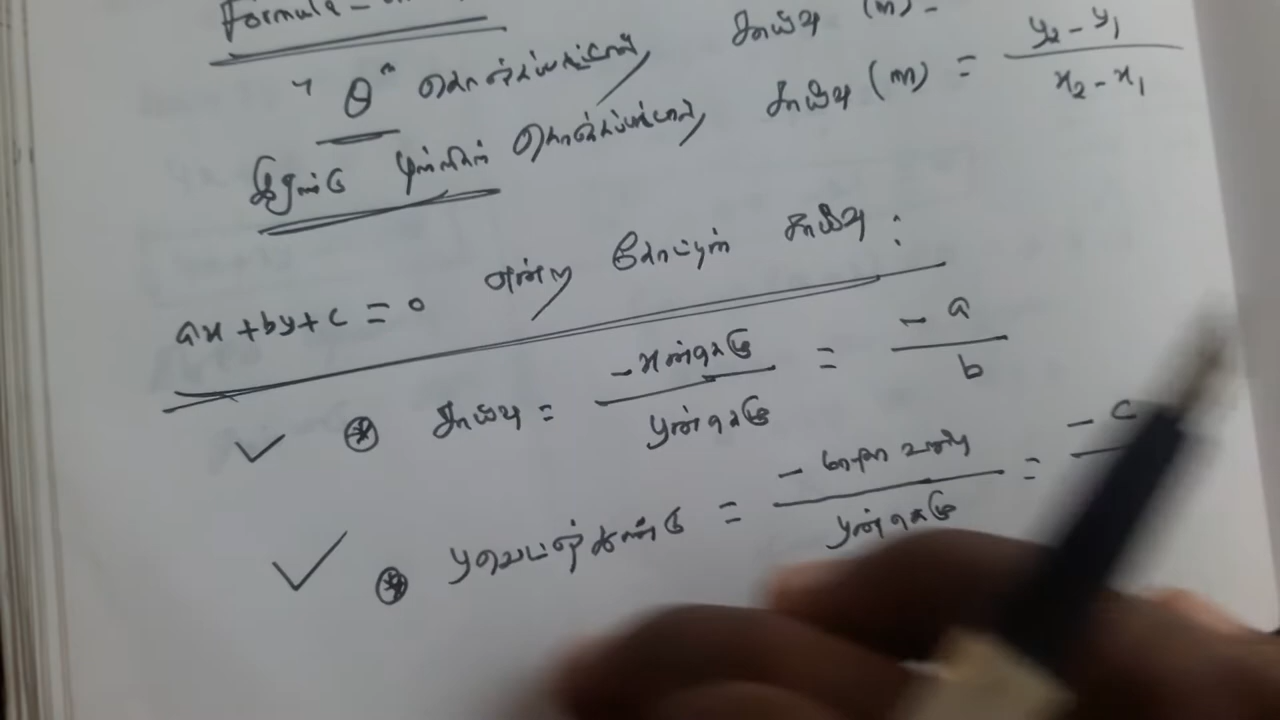 Formula -
"θ" கொடுக்கப்பட்டால், சாய்வு (m) -
இரண்டு புள்ளிகள் கொடுக்கப்பட்டால், சாய்வு (m) = y₂ - y₁ / x₂ - x₁
ax + by + c = 0 என்ற கோட்டின் சாய்வு :
சாய்வு = - x ன் கெழு / y ன் கெழு = - a / b
y வெட்டுத்துண்டு = - மாறிலி உறுப்பு / y ன் கெழு = - c